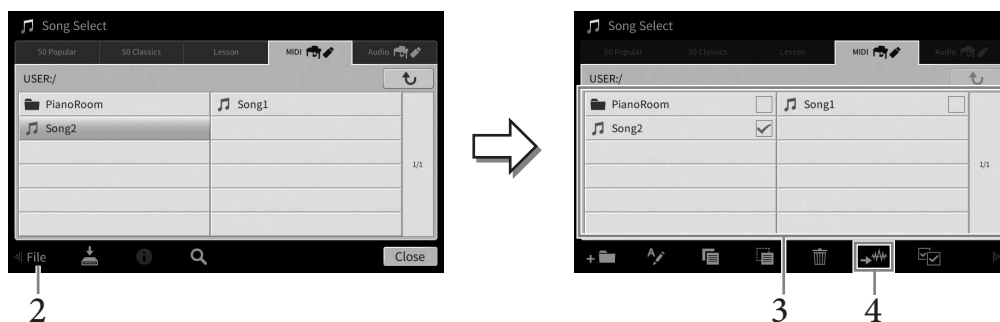 Song Select
50 Popular 50 Classics Lesson MIDI Audio
USER:/
PianoRoom Song1
Song2
1/1
File Close
2
Song Select
50 Popular 50 Classics Lesson MIDI Audio
USER:/
PianoRoom Song1
Song2
1/1
3 4